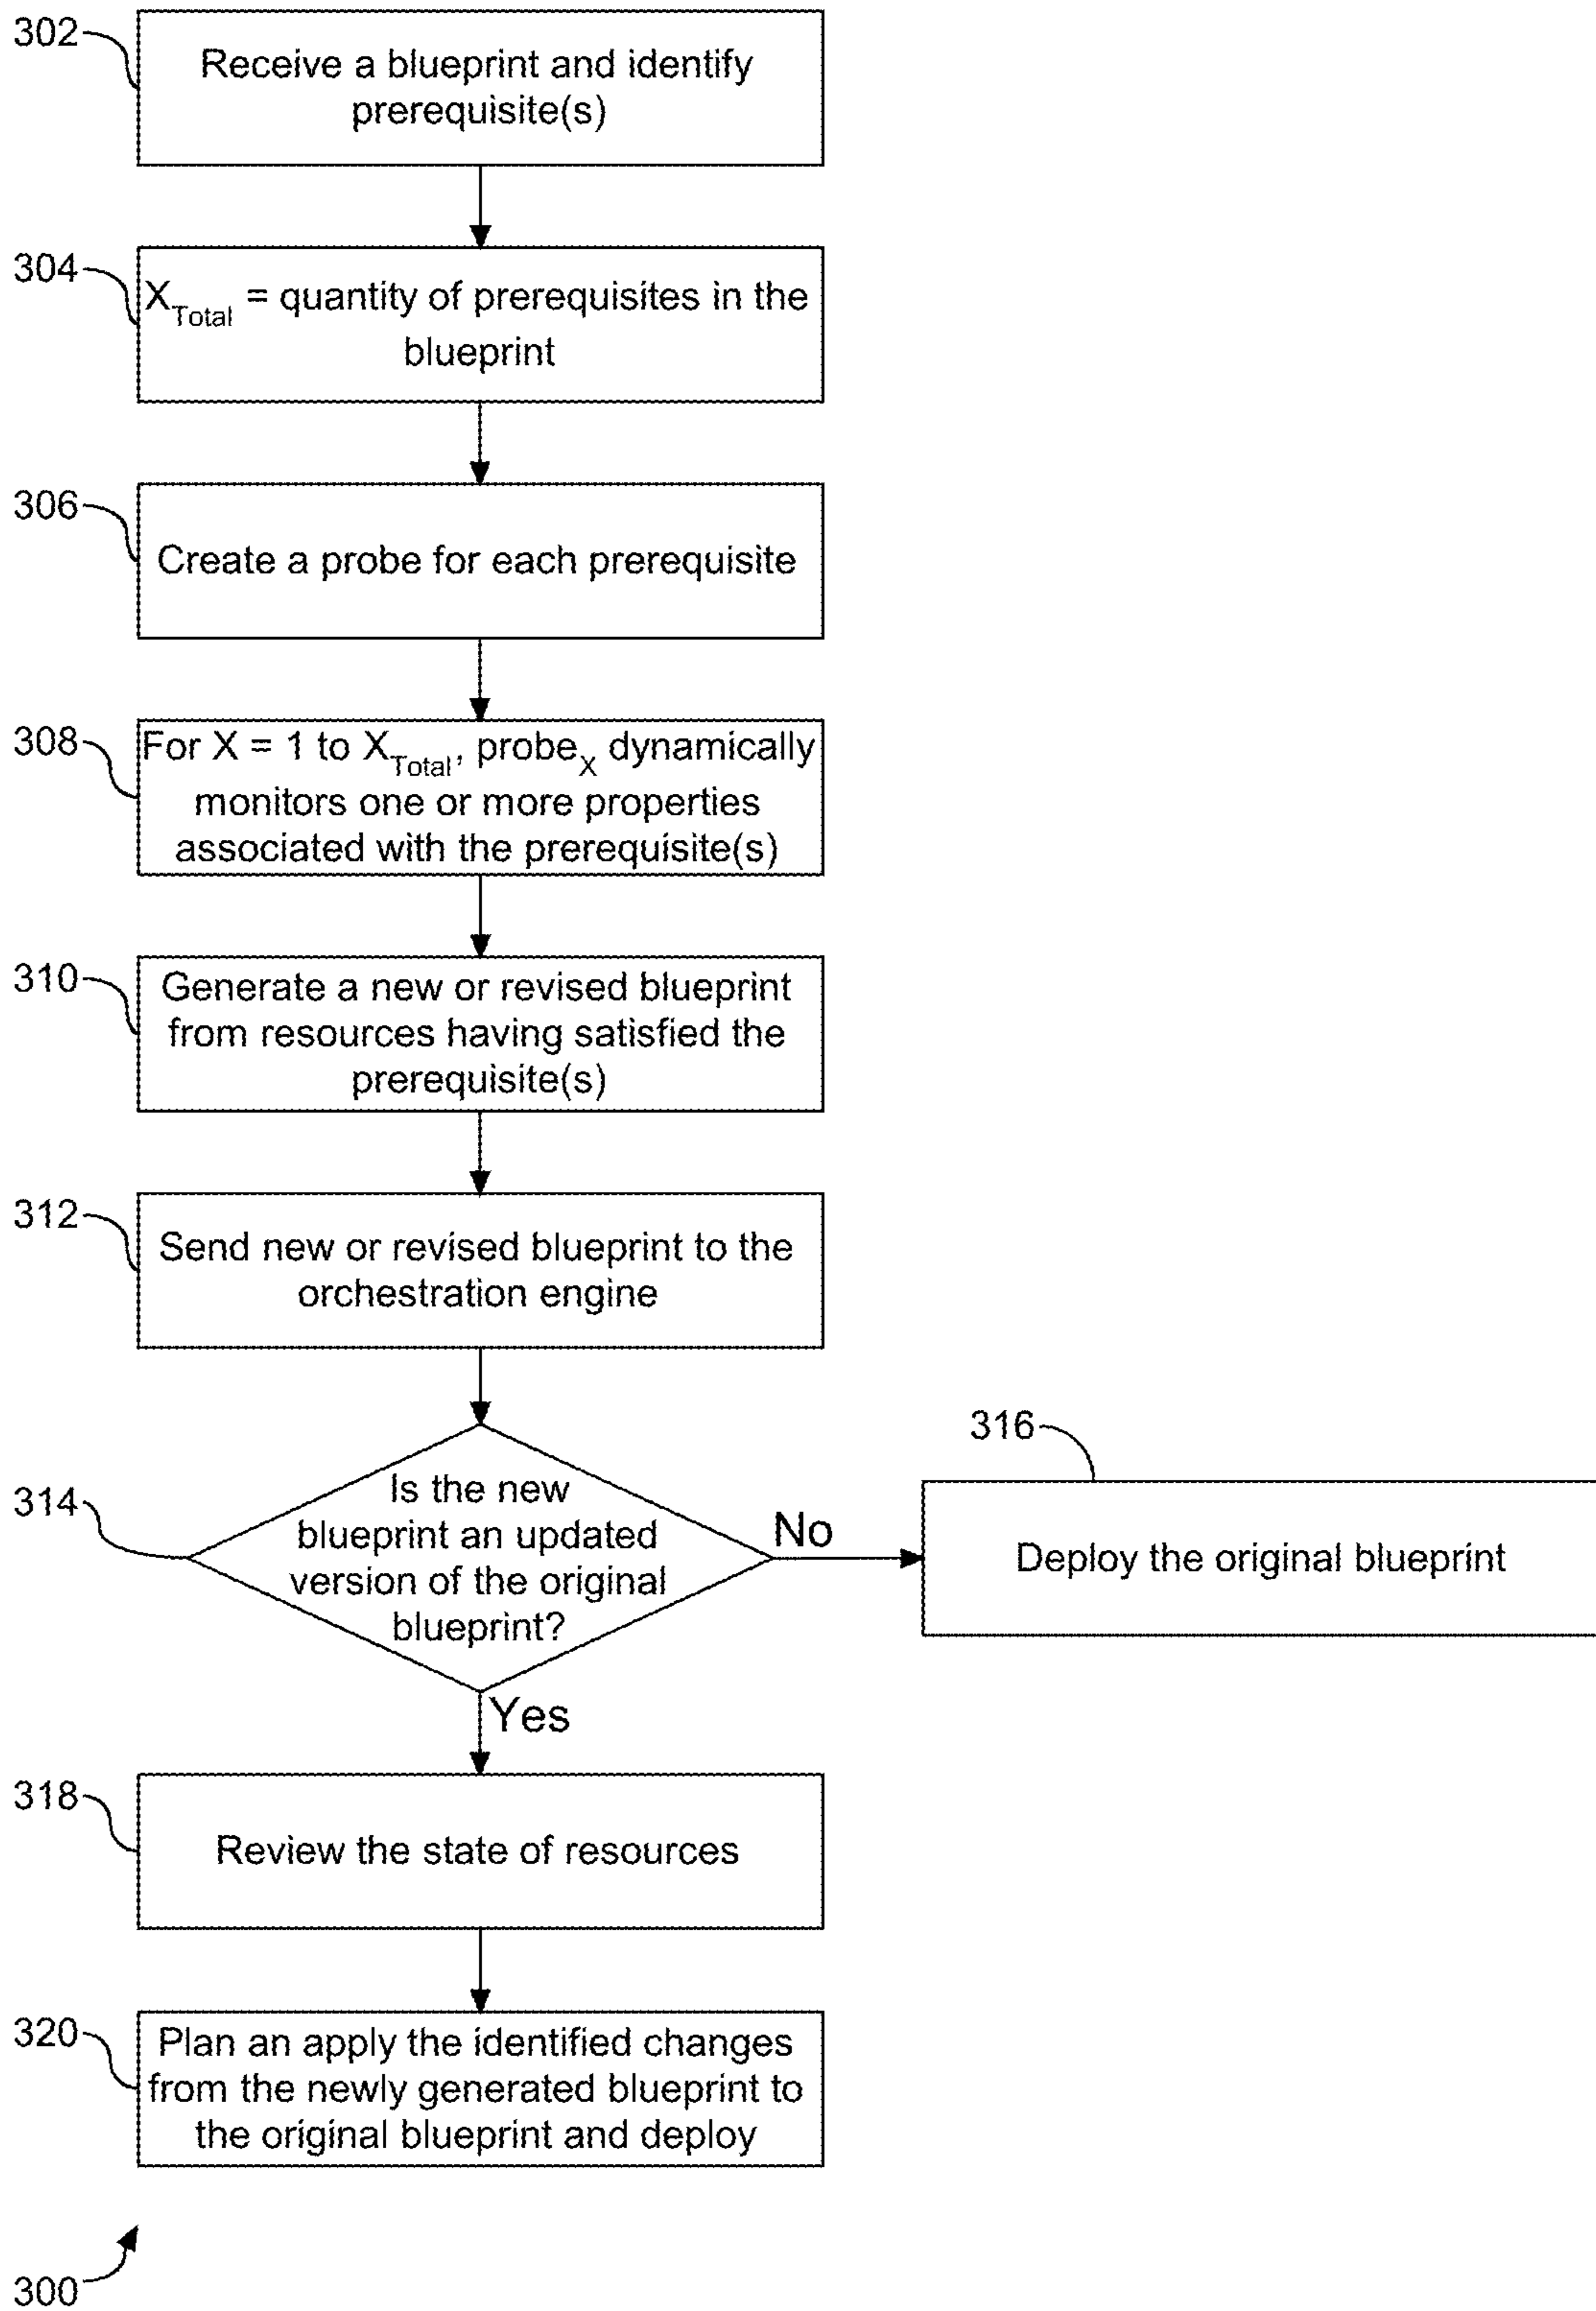 302
Receive a blueprint and identify
prerequisite(s)
304
X_Total = quantity of prerequisites in the
blueprint
306
Create a probe for each prerequisite
308
For X = 1 to X_Total, probe_X dynamically
monitors one or more properties
associated with the prerequisite(s)
310
Generate a new or revised blueprint
from resources having satisfied the
prerequisite(s)
312
Send new or revised blueprint to the
orchestration engine
314
Is the new
blueprint an updated
version of the original
blueprint?
No
316
Deploy the original blueprint
Yes
318
Review the state of resources
320
Plan an apply the identified changes
from the newly generated blueprint to
the original blueprint and deploy
300